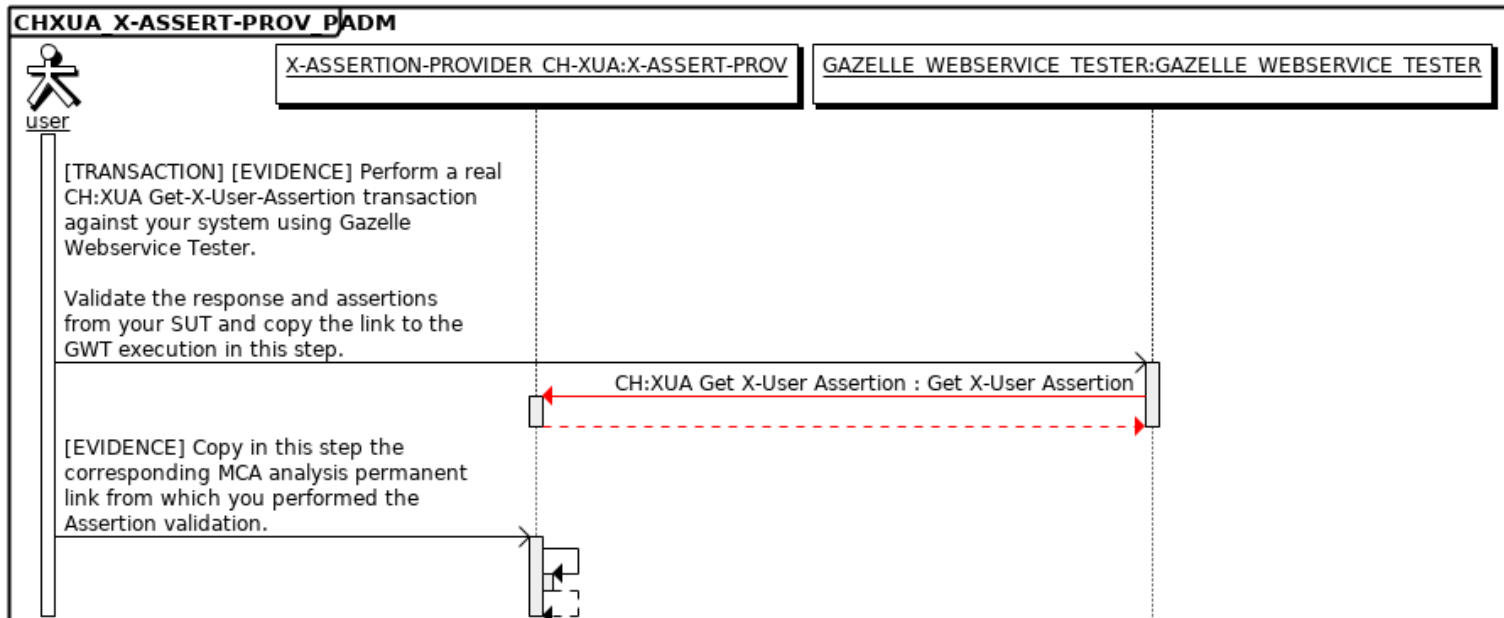 CHXUA_X-ASSERT-PROV_PADM
X-ASSERTION-PROVIDER_CH-XUA:X-ASSERT-PROV
GAZELLE_WEBSERVICE_TESTER:GAZELLE_WEBSERVICE_TESTER
user
[TRANSACTION] [EVIDENCE] Perform a real
CH:XUA Get-X-User-Assertion transaction
against your system using Gazelle
Webservice Tester.
Validate the response and assertions
from your SUT and copy the link to the
GWT execution in this step.
CH:XUA Get X-User Assertion : Get X-User Assertion
[EVIDENCE] Copy in this step the
corresponding MCA analysis permanent
link from which you performed the
Assertion validation.